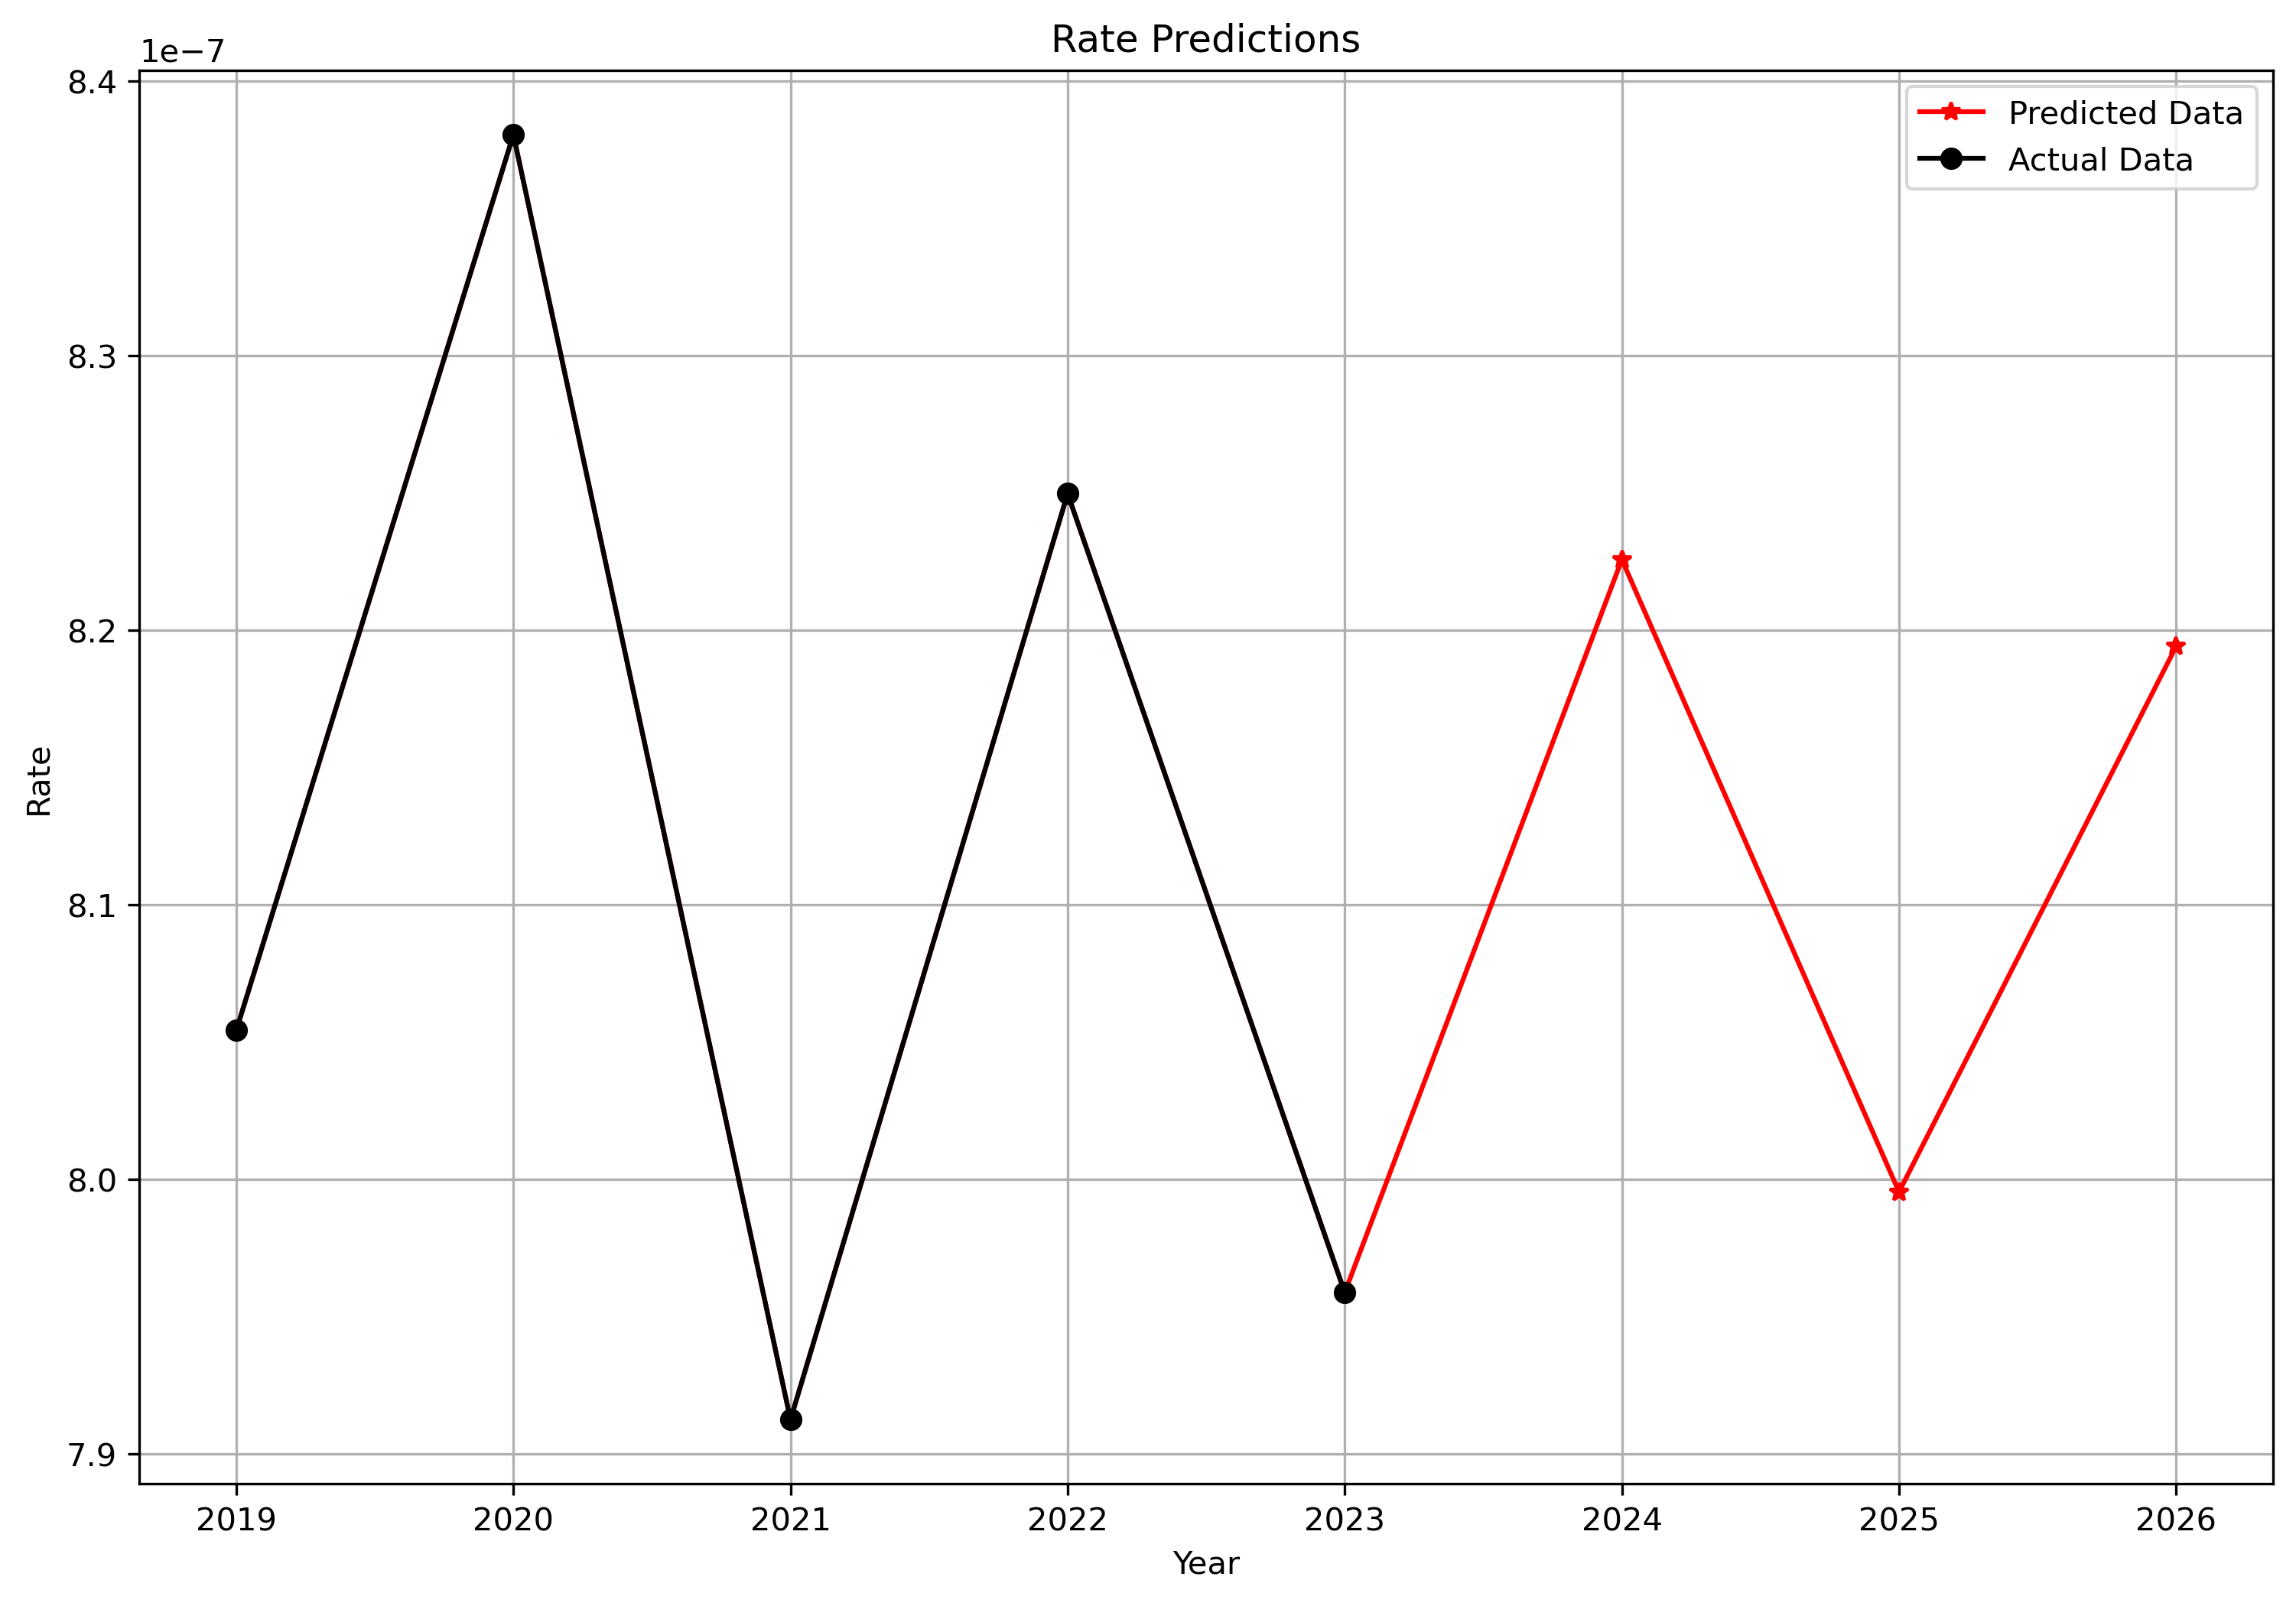 Rate Predictions
1e−7
8.4
8.3
8.2
8.1
8.0
7.9
Rate
Predicted Data
Actual Data
2019 2020 2021 2022 2023 2024 2025 2026
Year